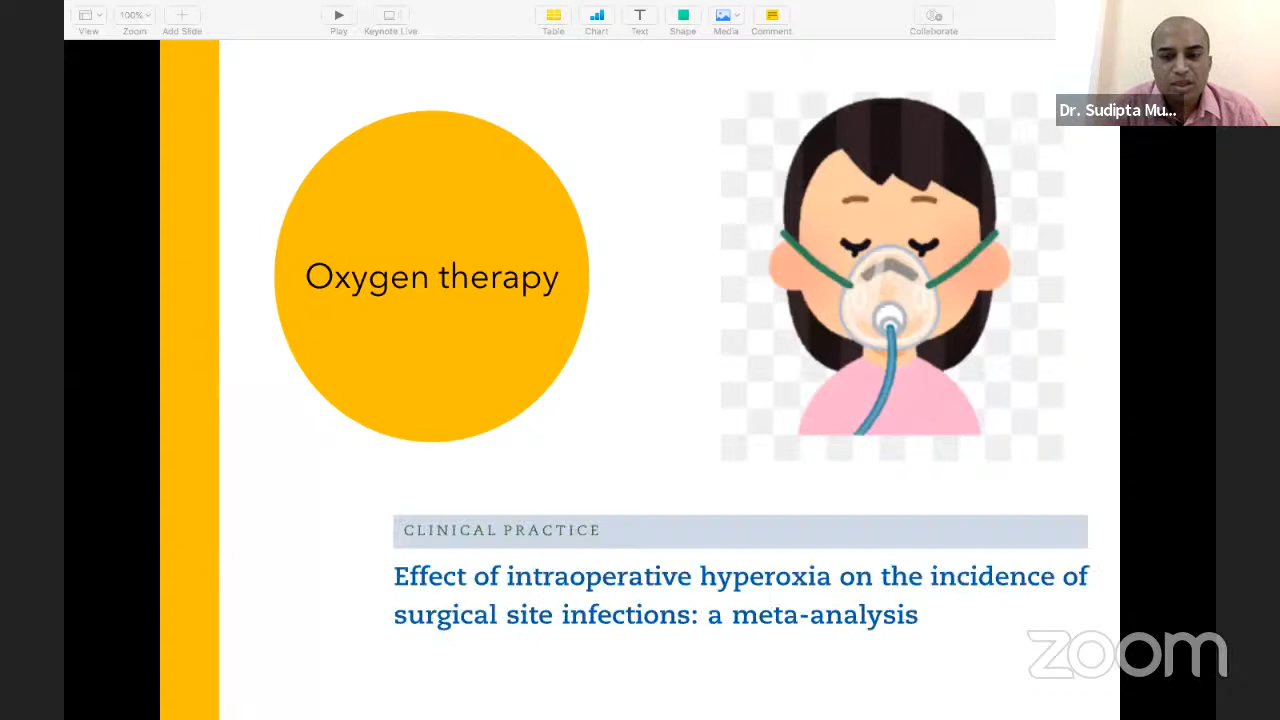 100%
View
Zoom
Add Slide
Play
Keynote Live
Table
Chart
Text
Shape
Media
Comment
Collaborate
Dr. Sudipta Mu...
Oxygen therapy
CLINICAL PRACTICE
Effect of intraoperative hyperoxia on the incidence of
surgical site infections: a meta-analysis
zoom